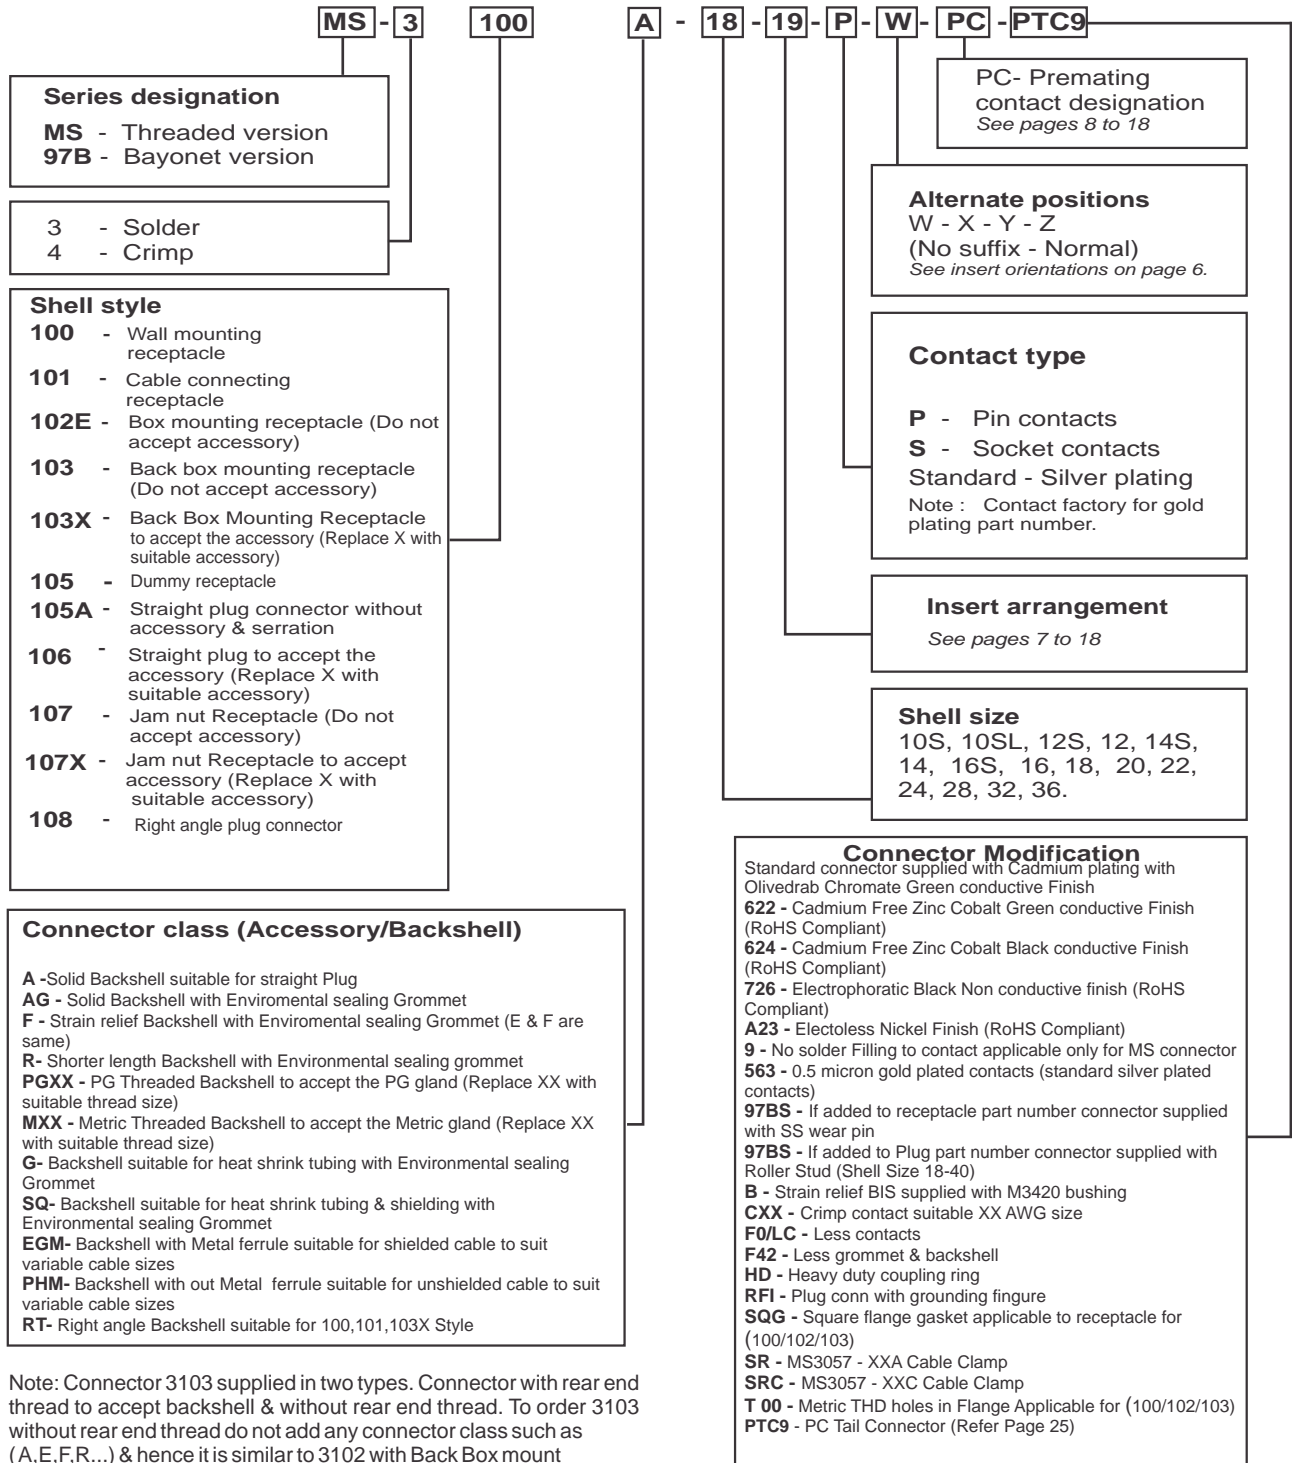 MS - 3 100 A - 18 - 19 - P - W - PC - PTC9
Series designation
MS - Threaded version
97B - Bayonet version
3 - Solder
4 - Crimp
Shell style
100 - Wall mounting
receptacle
101 - Cable connecting
receptacle
102E - Box mounting receptacle (Do not
accept accessory)
103 - Back box mounting receptacle
(Do not accept accessory)
103X - Back Box Mounting Receptacle
to accept the accessory (Replace X with
suitable accessory)
105 - Dummy receptacle
105A - Straight plug connector without
accessory & serration
106 - Straight plug to accept the
accessory (Replace X with
suitable accessory)
107 - Jam nut Receptacle (Do not
accept accessory)
107X - Jam nut Receptacle to accept
accessory (Replace X with
suitable accessory)
108 - Right angle plug connector
Connector class (Accessory/Backshell)
A -Solid Backshell suitable for straight Plug
AG - Solid Backshell with Enviromental sealing Grommet
F - Strain relief Backshell with Enviromental sealing Grommet (E & F are
same)
R- Shorter length Backshell with Environmental sealing grommet
PGXX - PG Threaded Backshell to accept the PG gland (Replace XX with
suitable thread size)
MXX - Metric Threaded Backshell to accept the Metric gland (Replace XX
with suitable thread size)
G- Backshell suitable for heat shrink tubing with Environmental sealing
Grommet
SQ- Backshell suitable for heat shrink tubing & shielding with
Environmental sealing Grommet
EGM- Backshell with Metal ferrule suitable for shielded cable to suit
variable cable sizes
PHM- Backshell with out Metal ferrule suitable for unshielded cable to suit
variable cable sizes
RT- Right angle Backshell suitable for 100,101,103X Style
Note: Connector 3103 supplied in two types. Connector with rear end
thread to accept backshell & without rear end thread. To order 3103
without rear end thread do not add any connector class such as
(A,E,F,R...) & hence it is similar to 3102 with Back Box mount
PC- Premating
contact designation
See pages 8 to 18
Alternate positions
W - X - Y - Z
(No suffix - Normal)
See insert orientations on page 6.
Contact type
P - Pin contacts
S - Socket contacts
Standard - Silver plating
Note : Contact factory for gold
plating part number.
Insert arrangement
See pages 7 to 18
Shell size
10S, 10SL, 12S, 12, 14S,
14, 16S, 16, 18, 20, 22,
24, 28, 32, 36.
Connector Modification
Standard connector supplied with Cadmium plating with
Olivedrab Chromate Green conductive Finish
622 - Cadmium Free Zinc Cobalt Green conductive Finish
(RoHS Compliant)
624 - Cadmium Free Zinc Cobalt Black conductive Finish
(RoHS Compliant)
726 - Electrophoratic Black Non conductive finish (RoHS
Compliant)
A23 - Electoless Nickel Finish (RoHS Compliant)
9 - No solder Filling to contact applicable only for MS connector
563 - 0.5 micron gold plated contacts (standard silver plated
contacts)
97BS - If added to receptacle part number connector supplied
with SS wear pin
97BS - If added to Plug part number connector supplied with
Roller Stud (Shell Size 18-40)
B - Strain relief BIS supplied with M3420 bushing
CXX - Crimp contact suitable XX AWG size
F0/LC - Less contacts
F42 - Less grommet & backshell
HD - Heavy duty coupling ring
RFI - Plug conn with grounding fingure
SQG - Square flange gasket applicable to receptacle for
(100/102/103)
SR - MS3057 - XXA Cable Clamp
SRC - MS3057 - XXC Cable Clamp
T 00 - Metric THD holes in Flange Applicable for (100/102/103)
PTC9 - PC Tail Connector (Refer Page 25)